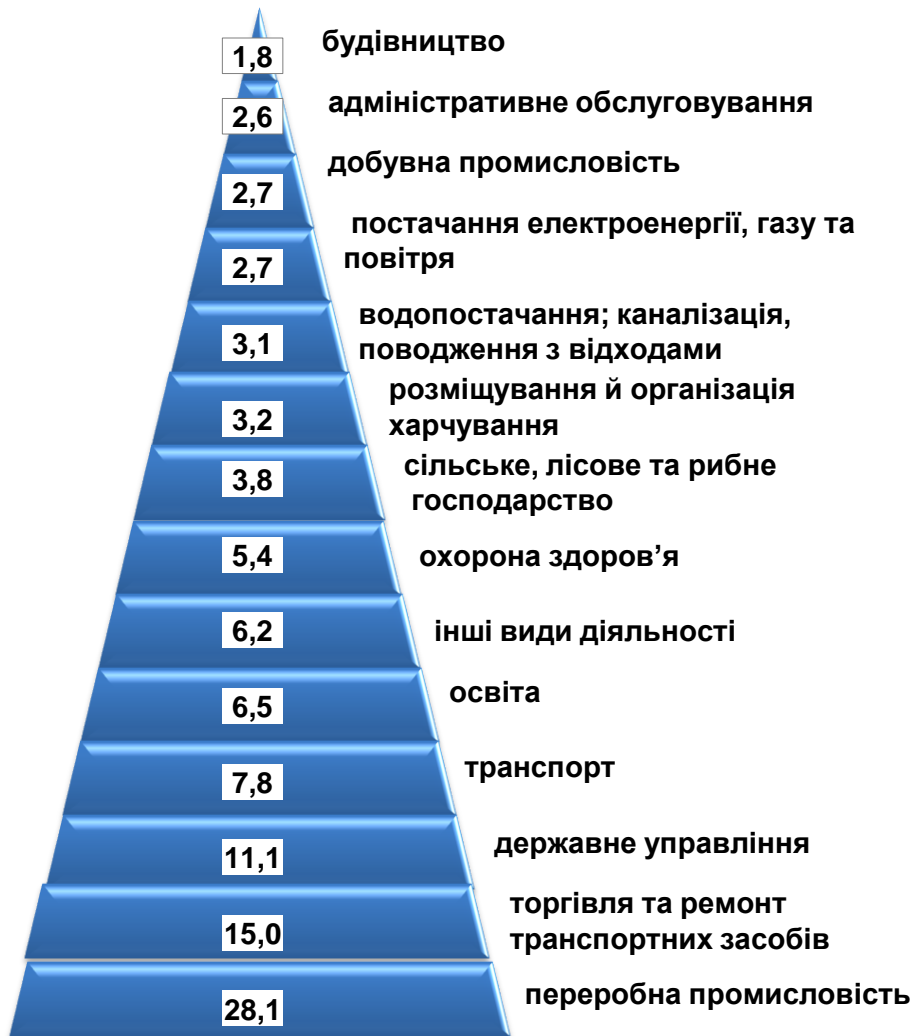 1,8
будівництво
2,6
адміністративне обслуговування
2,7
добувна промисловість
2,7
постачання електроенергії, газу та
повітря
3,1
водопостачання; каналізація,
поводження з відходами
3,2
розміщування й організація
харчування
3,8
сільське, лісове та рибне
господарство
5,4
охорона здоров’я
6,2
інші види діяльності
6,5
освіта
7,8
транспорт
11,1
державне управління
15,0
торгівля та ремонт
транспортних засобів
28,1
переробна промисловість